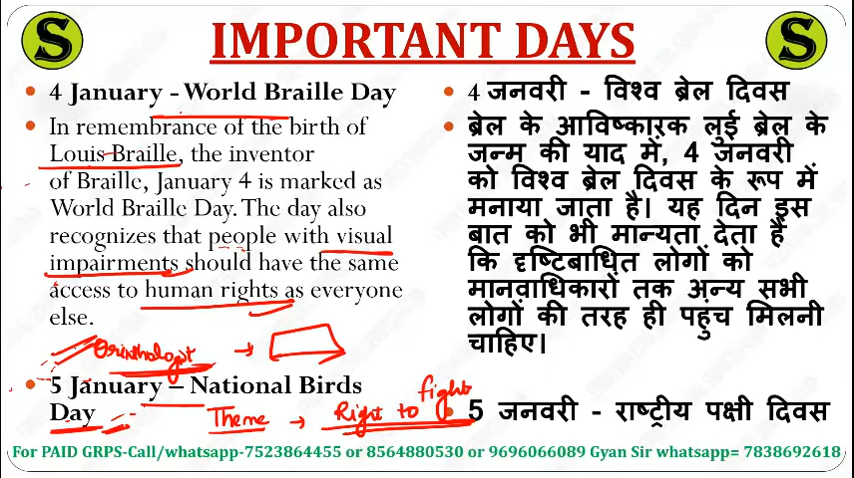 S
IMPORTANT DAYS
S
4 January - World Braille Day
In remembrance of the birth of
Louis Braille, the inventor
of Braille, January 4 is marked as
World Braille Day. The day also
recognizes that people with visual
impairments should have the same
access to human rights as everyone
else.
Orinthologist →
5 January – National Birds
Day
Theme → Right to fight
4 जनवरी - विश्व ब्रेल दिवस
ब्रेल के आविष्कारक लुई ब्रेल के
जन्म की याद में, 4 जनवरी
को विश्व ब्रेल दिवस के रूप में
मनाया जाता है। यह दिन इस
बात को भी मान्यता देता है
कि दृष्टिबाधित लोगों को
मानवाधिकारों तक अन्य सभी
लोगों की तरह ही पहुंच मिलनी
चाहिए।
5 जनवरी - राष्ट्रीय पक्षी दिवस
For PAID GRPS-Call/whatsapp-7523864455 or 8564880530 or 9696066089 Gyan Sir whatsapp= 7838692618